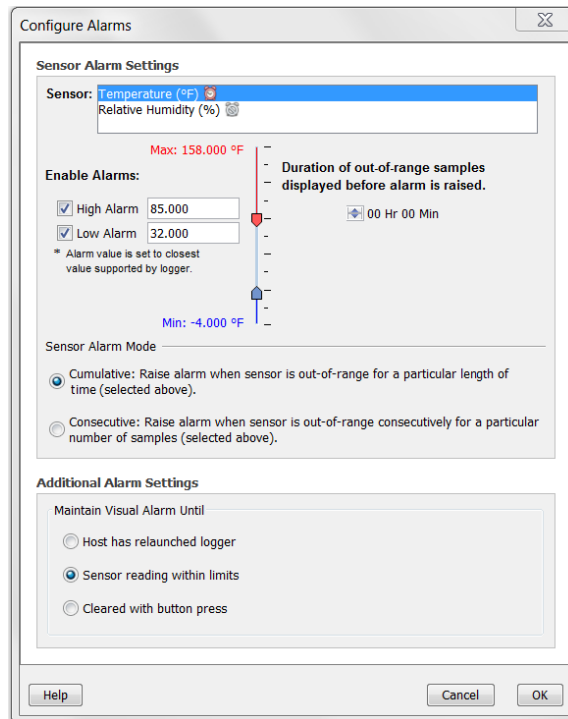 Configure Alarms
Sensor Alarm Settings
Sensor: Temperature (°F)
Relative Humidity (%)
Max: 158.000 °F
Duration of out-of-range samples
displayed before alarm is raised.
Enable Alarms:
High Alarm 85.000
00 Hr 00 Min
Low Alarm 32.000
* Alarm value is set to closest
value supported by logger.
Min: -4.000 °F
Sensor Alarm Mode
Cumulative: Raise alarm when sensor is out-of-range for a particular length of
time (selected above).
Consecutive: Raise alarm when sensor is out-of-range consecutively for a particular
number of samples (selected above).
Additional Alarm Settings
Maintain Visual Alarm Until
Host has relaunched logger
Sensor reading within limits
Cleared with button press
Help
Cancel
OK